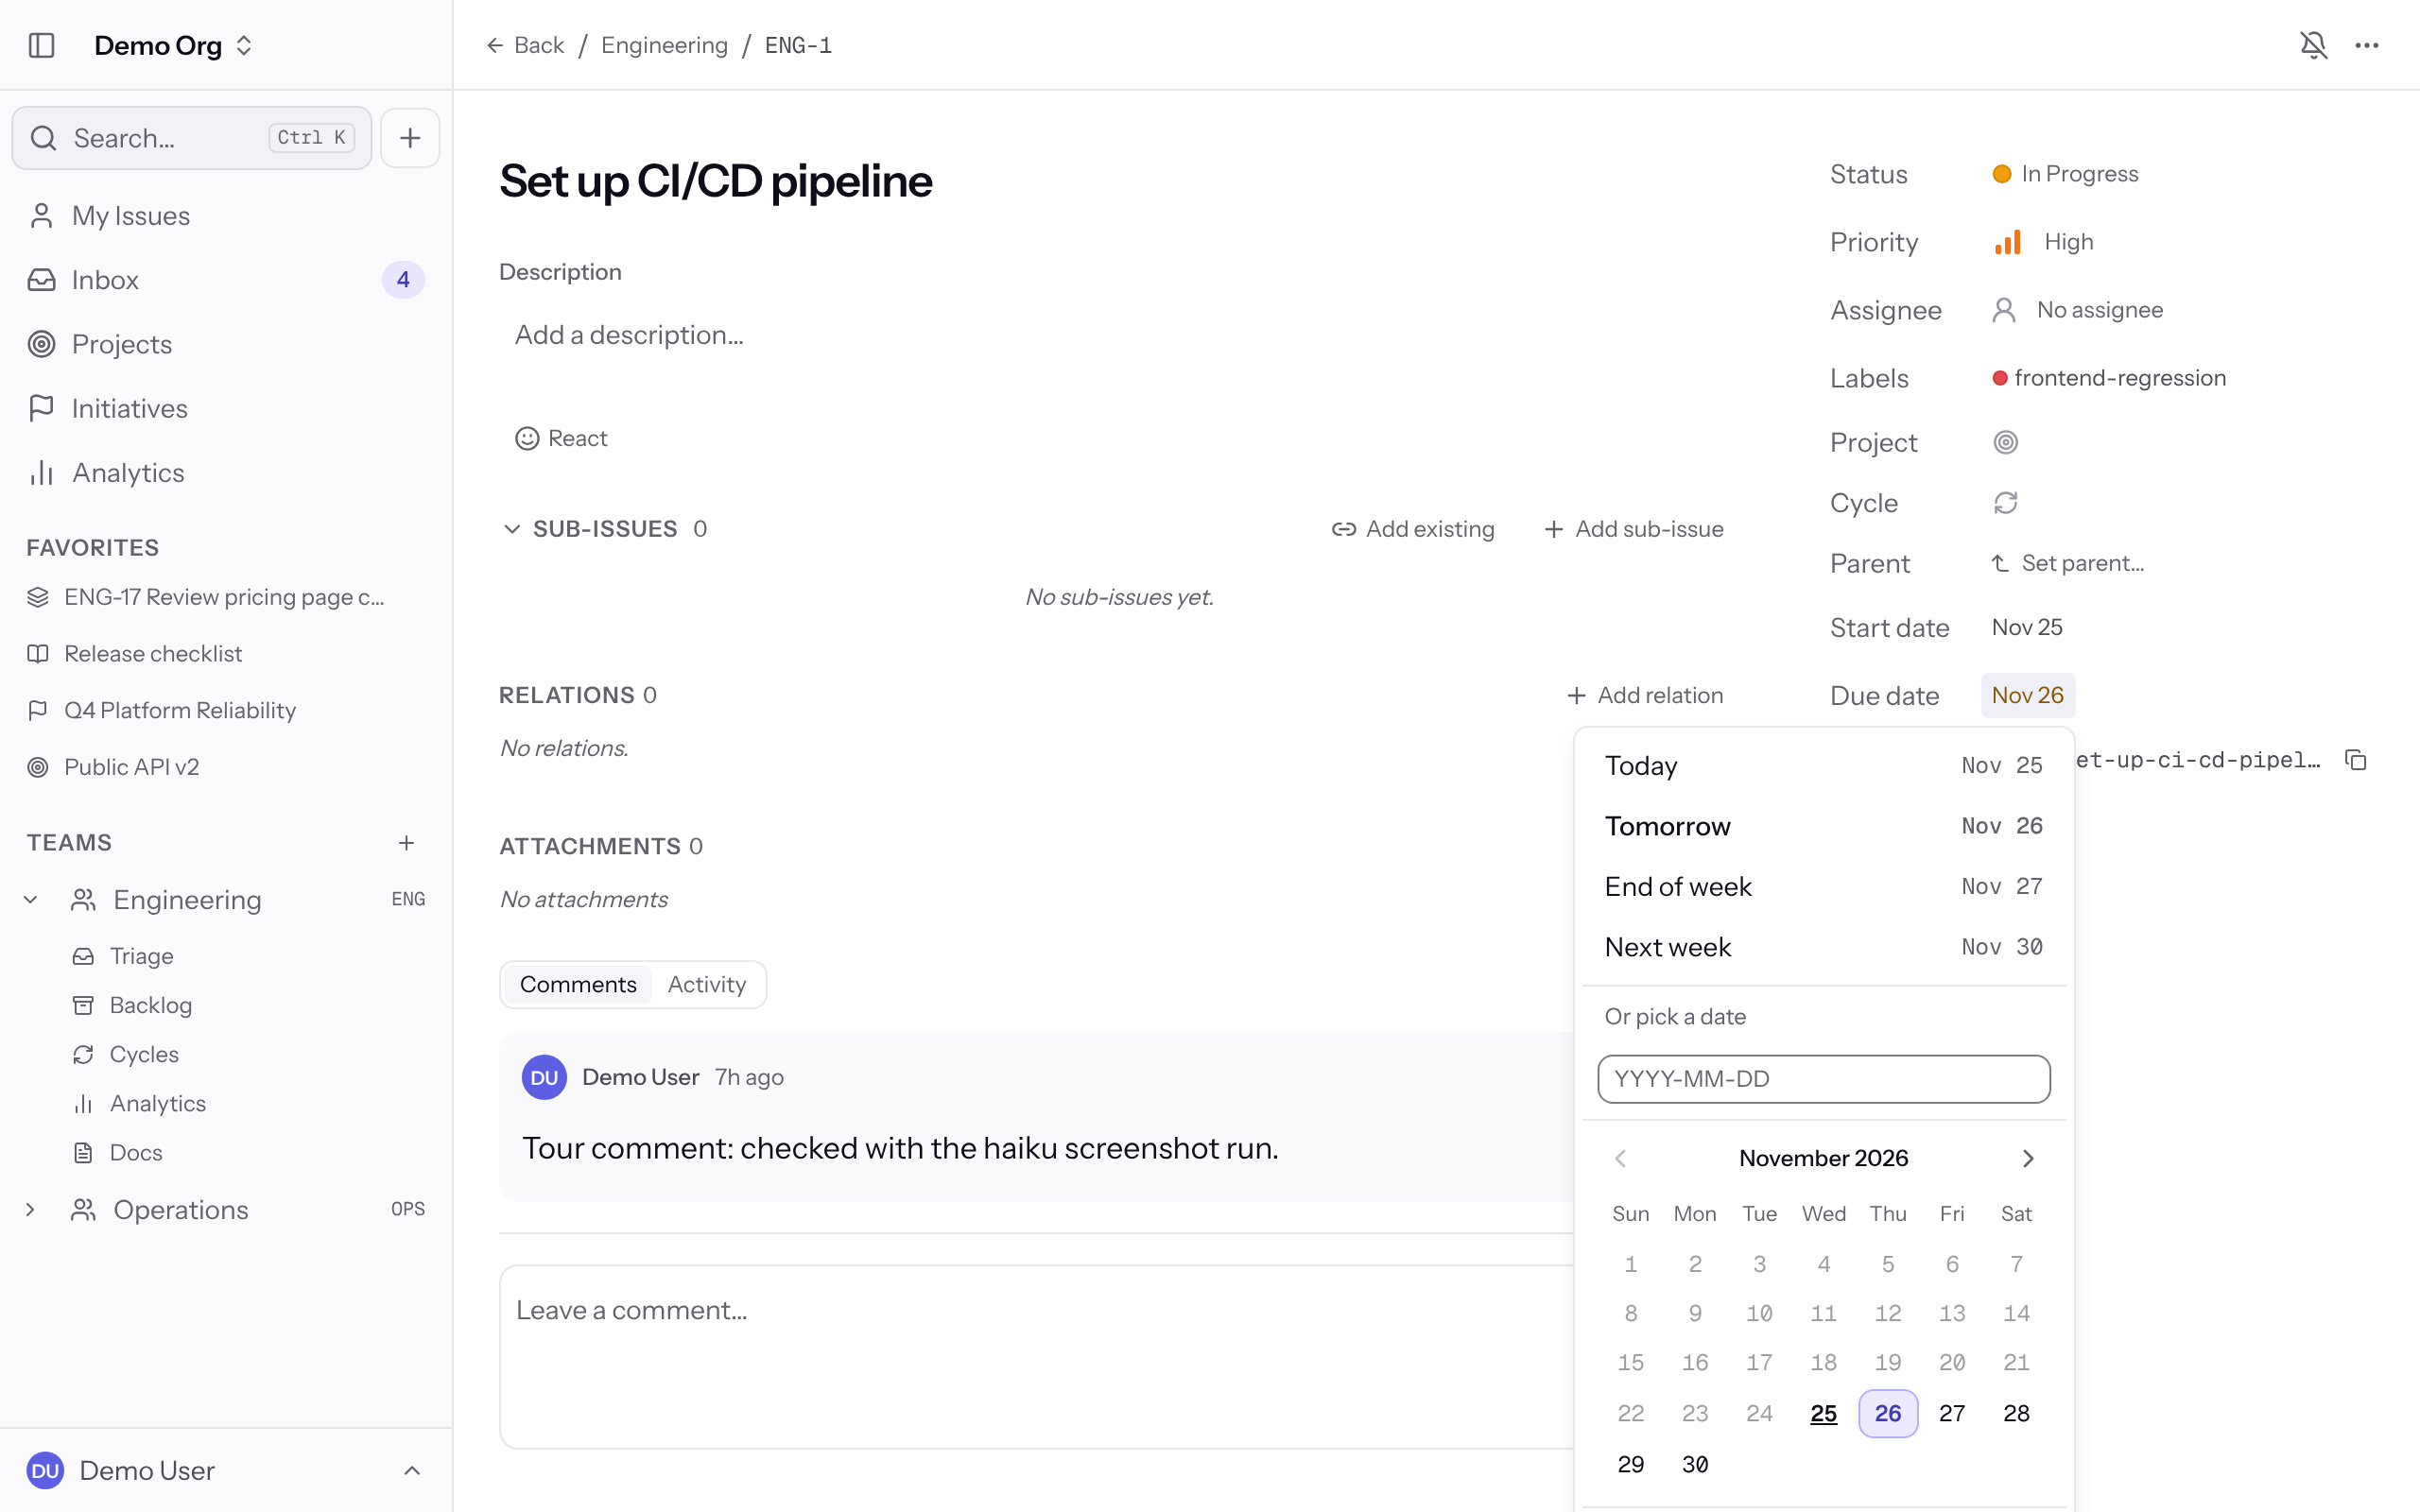 Demo Org
Search...
Ctrl K
My Issues
Inbox
4
Projects
Initiatives
Analytics
FAVORITES
ENG-17 Review pricing page c...
Release checklist
Q4 Platform Reliability
Public API v2
TEAMS
Engineering
ENG
Triage
Backlog
Cycles
Analytics
Docs
Operations
OPS
DU
Demo User
Back / Engineering / ENG-1
Set up CI/CD pipeline
Description
Add a description...
React
SUB-ISSUES 0
Add existing
Add sub-issue
No sub-issues yet.
RELATIONS 0
Add relation
No relations.
ATTACHMENTS 0
No attachments
Comments
Activity
DU
Demo User 7h ago
Tour comment: checked with the haiku screenshot run.
Leave a comment...
Status
In Progress
Priority
High
Assignee
No assignee
Labels
frontend-regression
Project
Cycle
Parent
Set parent...
Start date
Nov 25
Due date
Nov 26
et-up-ci-cd-pipel...
Today Nov 25
Tomorrow Nov 26
End of week Nov 27
Next week Nov 30
Or pick a date
YYYY-MM-DD
November 2026
Sun Mon Tue Wed Thu Fri Sat
1 2 3 4 5 6 7
8 9 10 11 12 13 14
15 16 17 18 19 20 21
22 23 24 25 26 27 28
29 30